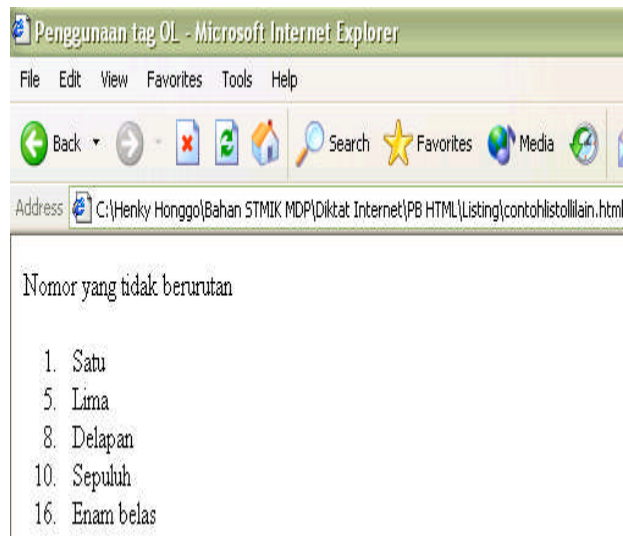 Penggunaan tag OL - Microsoft Internet Explorer
File Edit View Favorites Tools Help
Back Search Favorites Media
Address C:\Henky Honggo\Bahan STMIK MDP\Diktat Internet\PB HTML\Listing\contohlistollilain.html
Nomor yang tidak berurutan
1. Satu
5. Lima
8. Delapan
10. Sepuluh
16. Enam belas